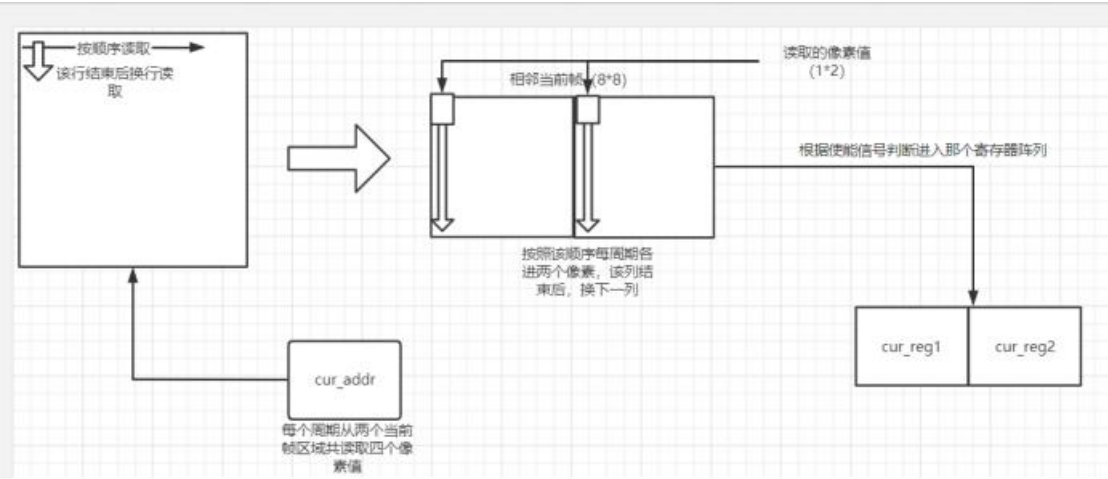 按顺序读取
该行结束后换行读
取
读取的像素值
(1*2)
相邻当前帧 (8*8)
根据使能信号判断进入那个寄存器阵列
按照该顺序每周期各
进两个像素，该列结
束后，换下一列
cur_reg1
cur_reg2
cur_addr
每个周期从两个当前
帧区域共读取四个像
素值